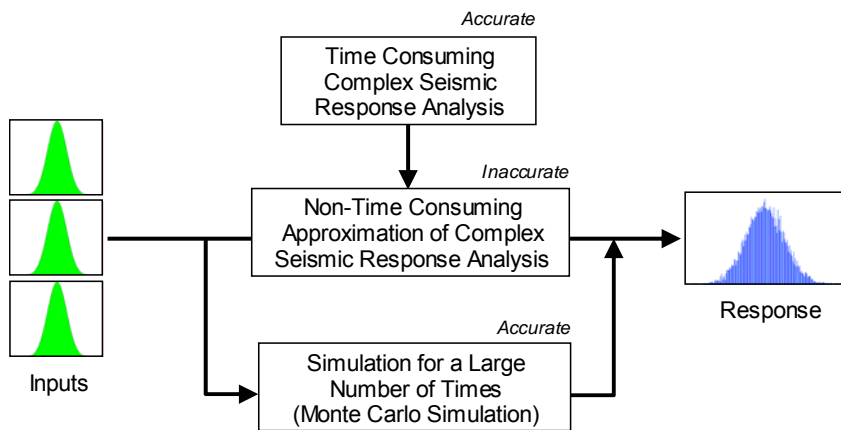 Accurate
Time Consuming
Complex Seismic
Response Analysis
Inaccurate
Non-Time Consuming
Approximation of Complex
Seismic Response Analysis
Accurate
Simulation for a Large
Number of Times
(Monte Carlo Simulation)
Inputs
Response